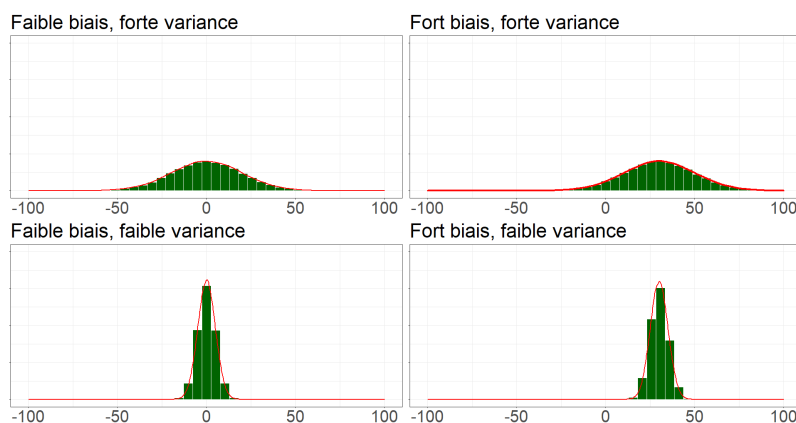 Faible biais, forte variance
Fort biais, forte variance
-100 -50 0 50 100
-100 -50 0 50 100
Faible biais, faible variance
Fort biais, faible variance
-100 -50 0 50 100
-100 -50 0 50 100